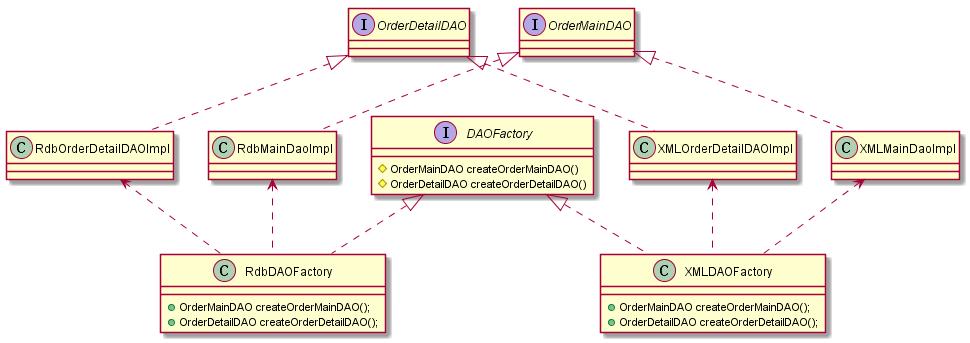 I OrderDetailDAO
I OrderMainDAO
C RdbOrderDetailDAOImpl
C RdbMainDaoImpl
I DAOFactory
OrderMainDAO createOrderMainDAO()
OrderDetailDAO createOrderDetailDAO()
C XMLOrderDetailDAOImpl
C XMLMainDaoImpl
C RdbDAOFactory
OrderMainDAO createOrderMainDAO();
OrderDetailDAO createOrderDetailDAO();
C XMLDAOFactory
OrderMainDAO createOrderMainDAO();
OrderDetailDAO createOrderDetailDAO();